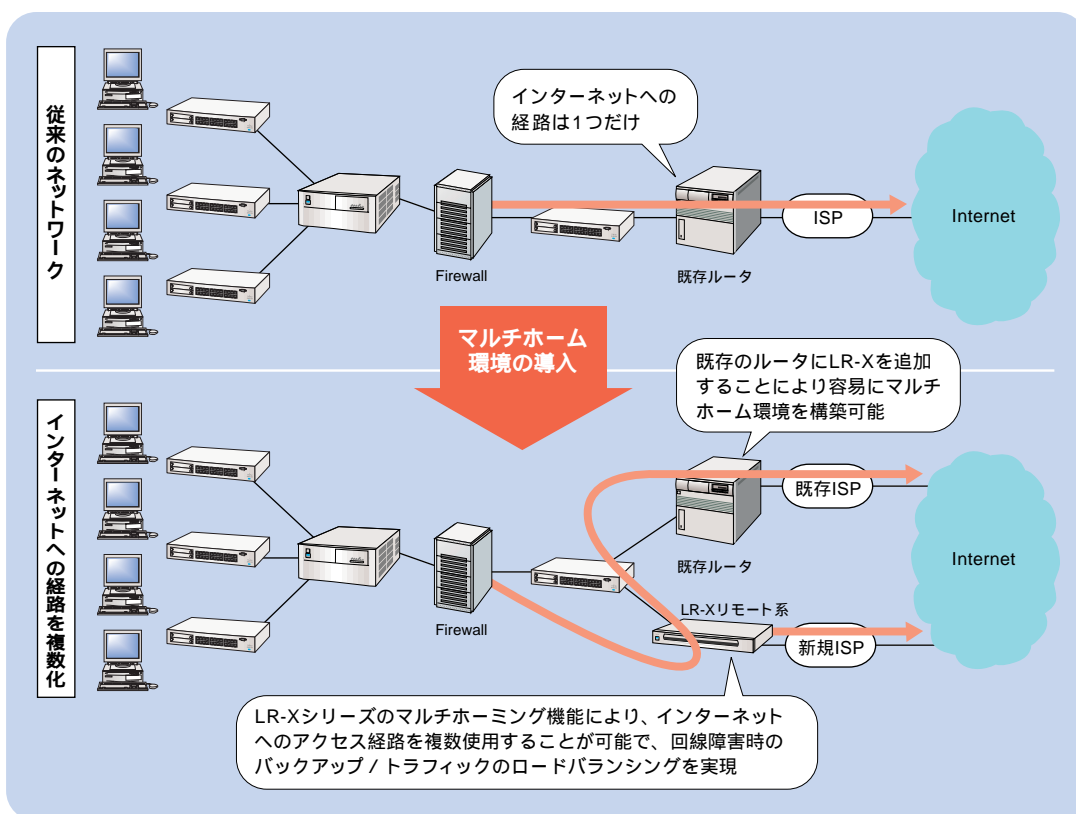 従来のネットワーク
インターネットへの
経路は1つだけ
ISP
Internet
Firewall
既存ルータ
マルチホーム
環境の導入
インターネットへの経路を複数化
既存のルータにLR-Xを追加
することにより容易にマルチ
ホーム環境を構築可能
既存ISP
既存ルータ
Internet
LR-Xリモート系
Firewall
新規ISP
LR-Xシリーズのマルチホーミング機能により、インターネット
へのアクセス経路を複数使用することが可能で、回線障害時の
バックアップ / トラフィックのロードバランシングを実現